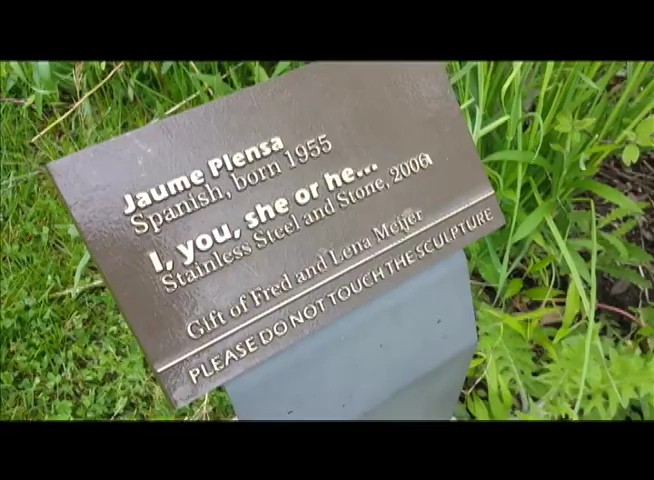 Jaume Plensa
Spanish, born 1955
I, you, she or he...
Stainless Steel and Stone, 2006
Gift of Fred and Lena Meijer
PLEASE DO NOT TOUCH THE SCULPTURE